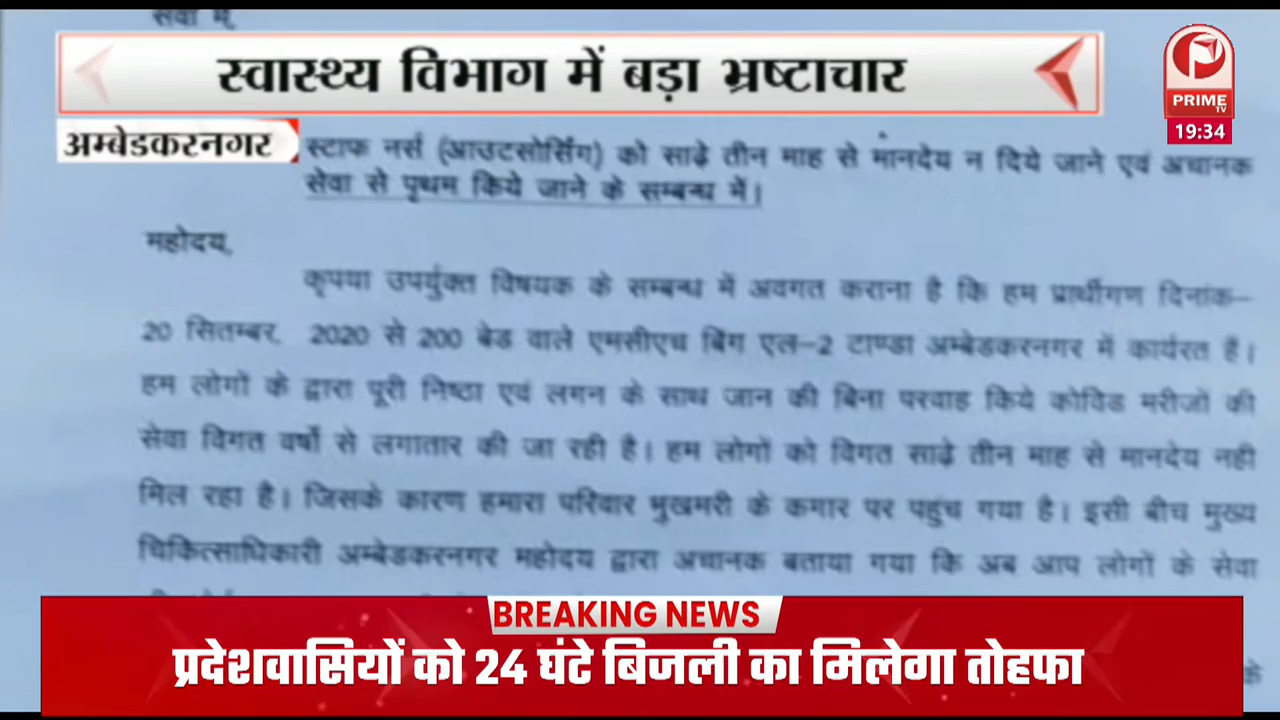 सेवा में,
स्वास्थ्य विभाग में बड़ा भ्रष्टाचार
PRIME
TV
19:34
अम्बेडकरनगर
स्टाफ नर्स (आउटसोर्सिंग) को साढ़े तीन माह से मानदेय न दिये जाने एवं अचानक
सेवा से पृथम किये जाने के सम्बन्ध में।
महोदय,
कृपया उपर्युक्त विषयक के सम्बन्ध में अवगत कराना है कि हम प्रार्थीगण दिनांक–
20 सितम्बर, 2020 से 200 बेड वाले एमसीएच बिंग एल–2 टाण्डा अम्बेडकरनगर में कार्यरत है।
हम लोगों के द्वारा पूरी निष्ठा एवं लगन के साथ जान की बिना परवाह किये कोविड मरीजों की
सेवा विगत वर्षों से लगातार की जा रही है। हम लोगों को विगत साढ़े तीन माह से मानदेय नही
मिल रहा है। जिसके कारण हमारा परिवार भुखमरी के कगार पर पहुंच गया है। इसी बीच मुख्य
चिकित्साधिकारी अम्बेडकरनगर महोदय द्वारा अचानक बताया गया कि अब आप लोगों के सेवा
BREAKING NEWS
प्रदेशवासियों को 24 घंटे बिजली का मिलेगा तोहफा
के